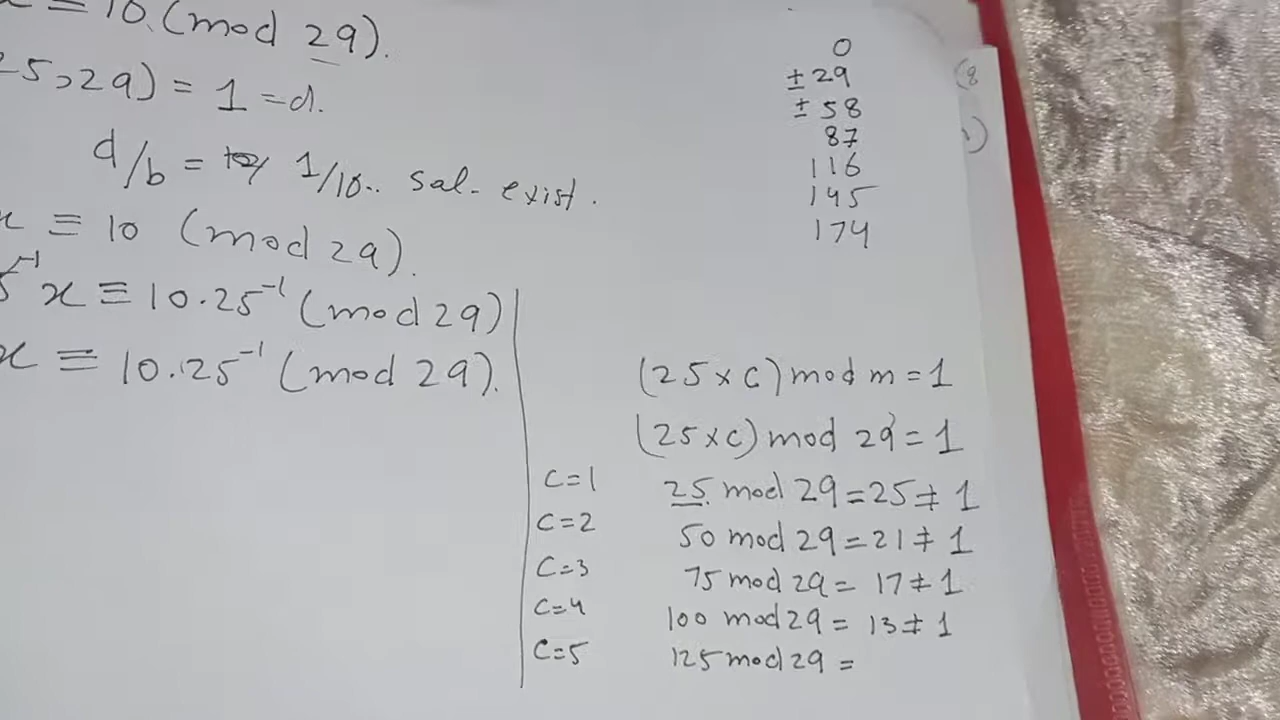 x ≡ 10 (mod 29).
25,29) = 1 = d.
d/b = 1/10.. sol. exist.
x ≡ 10 (mod 29).
5⁻¹ x ≡ 10.25⁻¹ (mod 29)
x ≡ 10.25⁻¹ (mod 29).
0
± 29
± 58
87
116
145
174
(25 x c) mod m = 1
(25 x c) mod 29 = 1
C=1 25 mod 29 = 25 ≠ 1
C=2 50 mod 29 = 21 ≠ 1
C=3 75 mod 29 = 17 ≠ 1
C=4 100 mod 29 = 13 ≠ 1
C=5 125 mod 29 =
(8
)